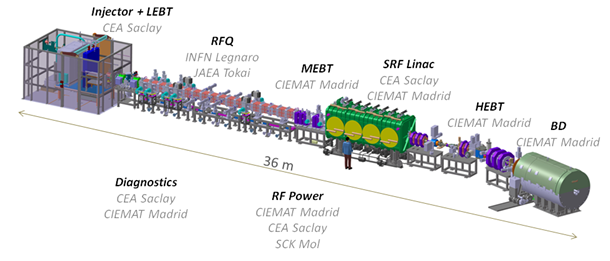 Injector + LEBT
CEA Saclay
RFQ
INFN Legnaro
JAEA Tokai
MEBT
CIEMAT Madrid
SRF Linac
CEA Saclay
CIEMAT Madrid
HEBT
CIEMAT Madrid
BD
CIEMAT Madrid
36 m
Diagnostics
CEA Saclay
CIEMAT Madrid
RF Power
CIEMAT Madrid
CEA Saclay
SCK Mol